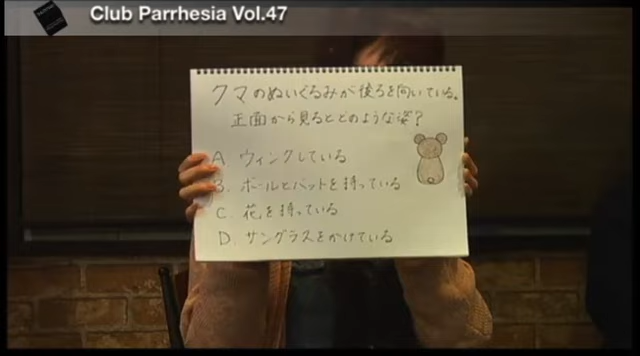 Club Parrhesia Vol.47
クマのぬいぐるみが後ろを向いている。
正面から見るとどのような姿?
A. ウィンクしている
B. ボールとバットを持っている
C. 花を持っている
D. サングラスをかけている